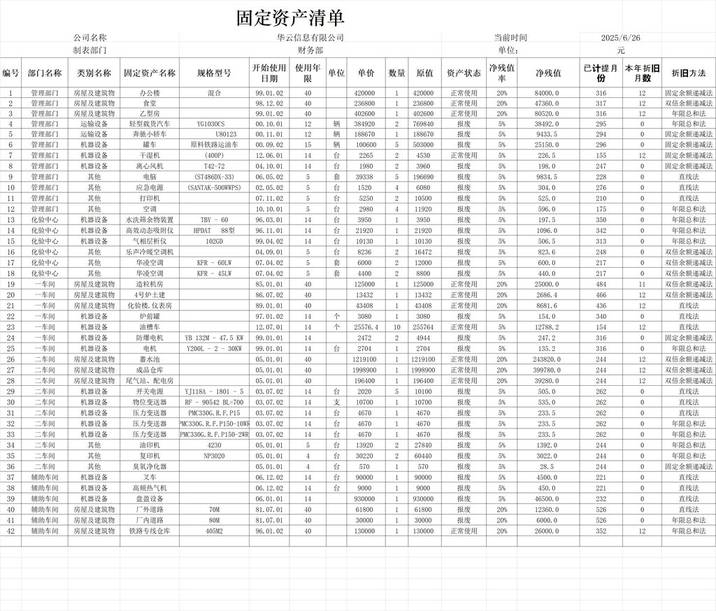 固定资产清单
公司名称 华云信息有限公司 当前时间 2025/6/26
制表部门 财务部 单位: 元
编号 部门名称 类别名称 固定资产名称 规格型号 开始使用日期 使用年限 单位 单价 数量 原值 资产状态 净残值率 净残值 已计提月份 本年折旧月数 折旧方法
1 管理部门 房屋及建筑物 办公楼 混合 99.01.02 40 420000 1 420000 正常使用 20% 84000.0 316 12 固定余额递减法
2 管理部门 房屋及建筑物 食堂 98.12.02 40 236800 1 236800 正常使用 20% 47360.0 317 12 双倍余额递减法
3 管理部门 房屋及建筑物 乙型房 99.01.02 40 402600 1 402600 正常使用 20% 80520.0 316 12 年限总和法
4 管理部门 运输设备 轻型载货汽车 YG1030CS 00.10.01 12 辆 384920 2 769840 报废 5% 38492.0 295 0 年限总和法
5 管理部门 运输设备 奔驰小轿车 U80123 00.11.01 12 辆 188670 1 188670 报废 5% 9433.5 294 0 固定余额递减法
6 管理部门 机器设备 罐车 原料铁路运油车 00.09.02 15 辆 100600 5 503000 报废 5% 25150.0 296 0 固定余额递减法
7 管理部门 机器设备 干湿机 (400P) 12.06.01 14 台 2265 2 4530 正常使用 5% 226.5 155 12 固定余额递减法
8 管理部门 机器设备 离心风机 T42-72 04.10.01 14 台 1980 2 3960 报废 5% 198.0 247 0 固定余额递减法
9 管理部门 其他 电脑 (ST486DX-33) 06.05.02 5 套 39338 5 196690 报废 5% 9834.5 228 0 直线法
10 管理部门 其他 应急电源 (SANTAK-500WWPS) 02.05.02 5 台 1520 4 6080 报废 5% 304.0 276 0 直线法
11 管理部门 其他 打印机 07.11.02 5 台 5250 2 10500 报废 5% 525.0 210 0 直线法
12 管理部门 其他 空调 10.10.01 5 台 2980 4 11920 报废 5% 596.0 175 0 年限总和法
13 化验中心 机器设备 水洗筛余物装置 TBV - 60 96.03.01 14 台 3950 1 3950 报废 5% 197.5 350 0 年限总和法
14 化验中心 机器设备 高效动态吸附仪 HPDAT 88型 96.11.01 14 台 21920 1 21920 报废 5% 1096.0 342 0 年限总和法
15 化验中心 机器设备 气相层析仪 102GD 99.04.02 14 台 10130 1 10130 报废 5% 506.5 313 0 年限总和法
16 化验中心 其他 乐声冷暖空调机 04.09.01 5 台 8236 2 16472 报废 5% 823.6 248 0 双倍余额递减法
17 化验中心 其他 华凌空调 KFR - 60LW 07.04.02 5 套 6000 2 12000 报废 5% 600.0 217 0 双倍余额递减法
18 化验中心 其他 华凌空调 KFR - 45LW 07.04.02 5 套 4400 2 8800 报废 5% 440.0 217 0 双倍余额递减法
19 一车间 房屋及建筑物 造粒机房 85.01.01 40 125000 1 125000 正常使用 20% 25000.0 484 11 双倍余额递减法
20 一车间 房屋及建筑物 4号炉土建 86.07.02 40 13432 1 13432 正常使用 20% 2686.4 466 12 双倍余额递减法
21 一车间 房屋及建筑物 化验楼,仪表房 89.01.01 40 43408 1 43408 正常使用 20% 8681.6 436 12 直线法
22 一车间 机器设备 炉前罐 97.01.02 14 个 3080 1 3080 报废 5% 154.0 340 0 直线法
23 一车间 机器设备 油槽车 12.07.01 14 个 25576.4 10 255764 正常使用 5% 12788.2 154 12 直线法
24 一车间 机器设备 防爆电机 YB 132M - 47.5 KW 99.01.01 14 2472 2 4944 报废 5% 247.2 316 0 固定余额递减法
25 一车间 机器设备 电机 Y200L - 2 - 30KW 99.01.01 14 台 2704 1 2704 报废 5% 135.2 316 0 年限总和法
26 二车间 房屋及建筑物 蓄水池 05.01.01 40 1219100 1 1219100 正常使用 20% 243820.0 244 12 双倍余额递减法
27 二车间 房屋及建筑物 成品仓库 05.01.01 40 1998900 1 1998900 正常使用 20% 399780.0 244 12 双倍余额递减法
28 二车间 房屋及建筑物 尾气站、配电房 05.01.01 40 196400 1 196400 正常使用 20% 39280.0 244 12 双倍余额递减法
29 二车间 机器设备 开关电源 YJ118A - 1801 - 5 03.07.02 14 台 2020 5 10100 报废 5% 505.0 262 0 直线法
30 二车间 机器设备 物位变送器 RF - 90542 BL=700 03.07.02 14 支 10700 1 10700 报废 5% 535.0 262 0 直线法
31 二车间 机器设备 压力变送器 PMC330G.R.F.P15 03.07.02 14 台 4670 1 4670 报废 5% 233.5 262 0 直线法
32 二车间 机器设备 压力变送器 PMC330G.R.F.P150-10WR 03.07.02 14 台 4670 1 4670 报废 5% 233.5 262 0 年限总和法
33 二车间 机器设备 压力变送器 PMC330G.R.F.P150-2WR 03.07.02 14 台 4670 1 4670 报废 5% 233.5 262 0 年限总和法
34 二车间 其他 油印机 4230 05.01.01 5 台 13920 2 27840 报废 5% 1392.0 244 0 年限总和法
35 二车间 其他 复印机 NP3020 05.01.01 4 台 30220 2 60440 报废 5% 3022.0 244 0 年限总和法
36 二车间 其他 臭氧净化器 05.01.01 4 台 570 1 570 报废 5% 28.5 244 0 固定余额递减法
37 辅助车间 机器设备 叉车 06.12.02 14 台 90000 1 90000 报废 5% 4500.0 221 0 直线法
38 辅助车间 机器设备 高频热气机 06.12.02 14 台 9000 1 9000 报废 5% 450.0 221 0 直线法
39 辅助车间 机器设备 盘盈设备 06.01.01 14 930000 1 930000 报废 5% 46500.0 232 0 直线法
40 辅助车间 房屋及建筑物 厂外道路 70M 81.07.01 40 61800 1 61800 报废 20% 12360.0 526 0 直线法
41 辅助车间 房屋及建筑物 厂内道路 80M 81.07.01 30 30000 1 30000 报废 20% 6000.0 526 0 年限总和法
42 辅助车间 房屋及建筑物 铁路专线仓库 405M2 96.01.02 40 130000 1 130000 正常使用 20% 26000.0 352 12 年限总和法